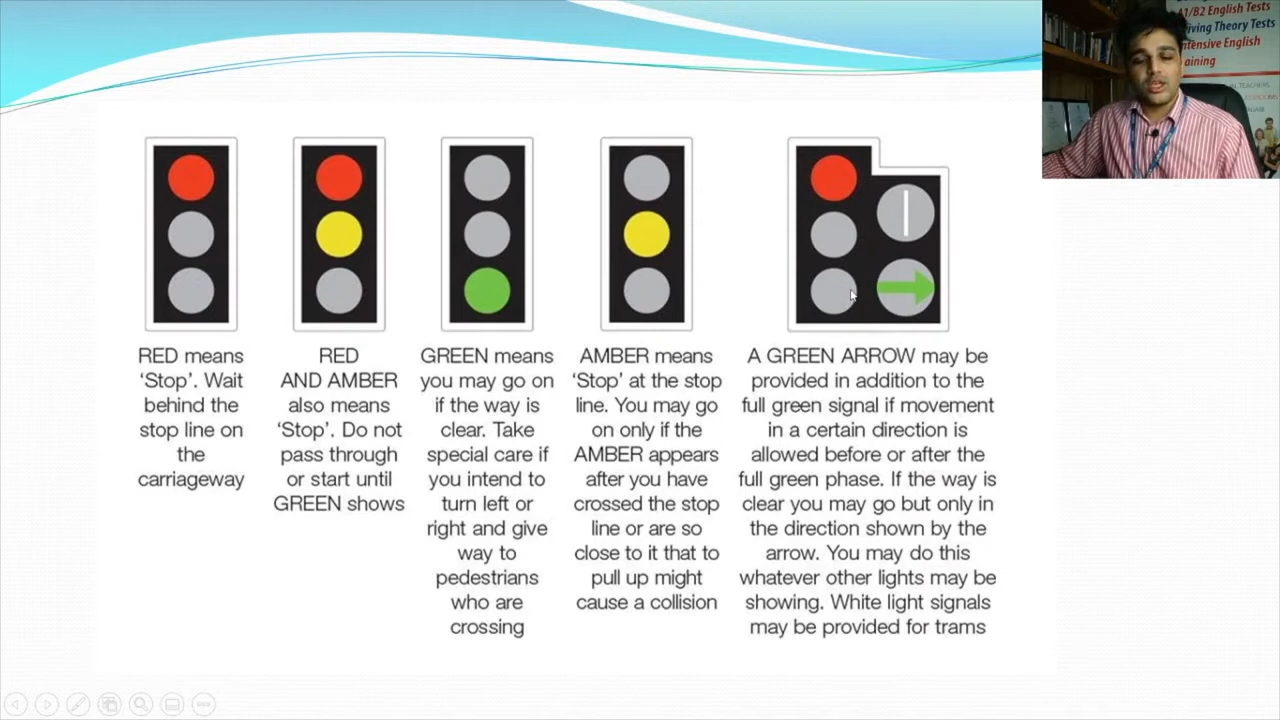 A1/B2 English Tests
iving Theory Tests
ntensive English
aining
RED means
‘Stop’. Wait
behind the
stop line on
the
carriageway
RED
AND AMBER
also means
‘Stop’. Do not
pass through
or start until
GREEN shows
GREEN means
you may go on
if the way is
clear. Take
special care if
you intend to
turn left or
right and give
way to
pedestrians
who are
crossing
AMBER means
‘Stop’ at the stop
line. You may go
on only if the
AMBER appears
after you have
crossed the stop
line or are so
close to it that to
pull up might
cause a collision
A GREEN ARROW may be
provided in addition to the
full green signal if movement
in a certain direction is
allowed before or after the
full green phase. If the way is
clear you may go but only in
the direction shown by the
arrow. You may do this
whatever other lights may be
showing. White light signals
may be provided for trams